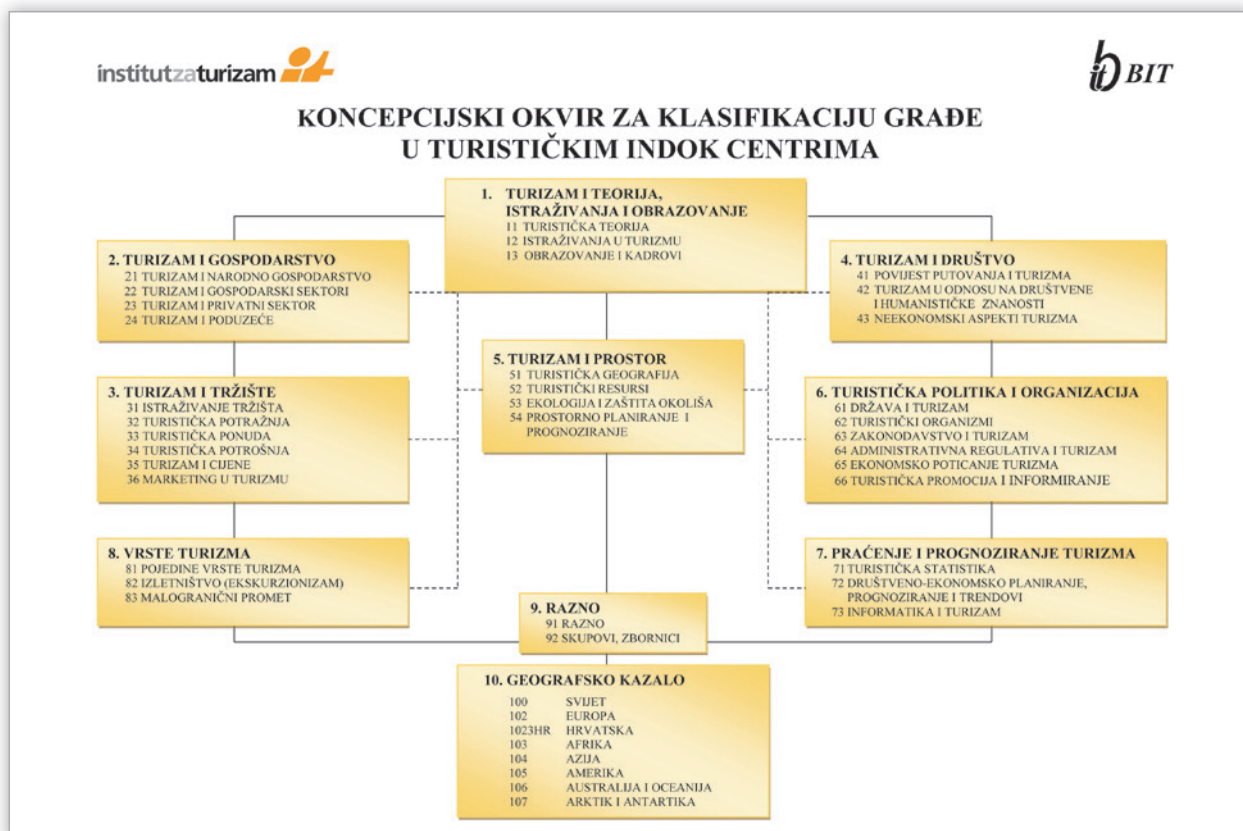 institutzaturizam
bit BIT
KONCEPCIJSKI OKVIR ZA KLASIFIKACIJU GRAĐE
U TURISTIČKIM INDOK CENTRIMA
1. TURIZAM I TEORIJA,
ISTRAŽIVANJA I OBRAZOVANJE
11 TURISTIČKA TEORIJA
12 ISTRAŽIVANJA U TURIZMU
13 OBRAZOVANJE I KADROVI
2. TURIZAM I GOSPODARSTVO
21 TURIZAM I NARODNO GOSPODARSTVO
22 TURIZAM I GOSPODARSKI SEKTORI
23 TURIZAM I PRIVATNI SEKTOR
24 TURIZAM I PODUZEĆE
4. TURIZAM I DRUŠTVO
41 POVIJEST PUTOVANJA I TURIZMA
42 TURIZAM U ODNOSU NA DRUŠTVENE
I HUMANISTIČKE ZNANOSTI
43 NEEKONOMSKI ASPEKTI TURIZMA
5. TURIZAM I PROSTOR
51 TURISTIČKA GEOGRAFIJA
52 TURISTIČKI RESURSI
53 EKOLOGIJA I ZAŠTITA OKOLIŠA
54 PROSTORNO PLANIRANJE I
PROGNOZIRANJE
3. TURIZAM I TRŽIŠTE
31 ISTRAŽIVANJE TRŽIŠTA
32 TURISTIČKA POTRAŽNJA
33 TURISTIČKA PONUDA
34 TURISTIČKA POTROŠNJA
35 TURIZAM I CIJENE
36 MARKETING U TURIZMU
6. TURISTIČKA POLITIKA I ORGANIZACIJA
61 DRŽAVA I TURIZAM
62 TURISTIČKI ORGANIZMI
63 ZAKONODAVSTVO I TURIZAM
64 ADMINISTRATIVNA REGULATIVA I TURIZAM
65 EKONOMSKO POTICANJE TURIZMA
66 TURISTIČKA PROMOCIJA I INFORMIRANJE
8. VRSTE TURIZMA
81 POJEDINE VRSTE TURIZMA
82 IZLETNIŠTVO (EKSKURZIONIZAM)
83 MALOGRANIČNI PROMET
7. PRAĆENJE I PROGNOZIRANJE TURIZMA
71 TURISTIČKA STATISTIKA
72 DRUŠTVENO-EKONOMSKO PLANIRANJE,
PROGNOZIRANJE I TRENDOVI
73 INFORMATIKA I TURIZAM
9. RAZNO
91 RAZNO
92 SKUPOVI, ZBORNICI
10. GEOGRAFSKO KAZALO
100 SVIJET
102 EUROPA
1023HR HRVATSKA
103 AFRIKA
104 AZIJA
105 AMERIKA
106 AUSTRALIJA I OCEANIJA
107 ARKTIK I ANTARTIKA